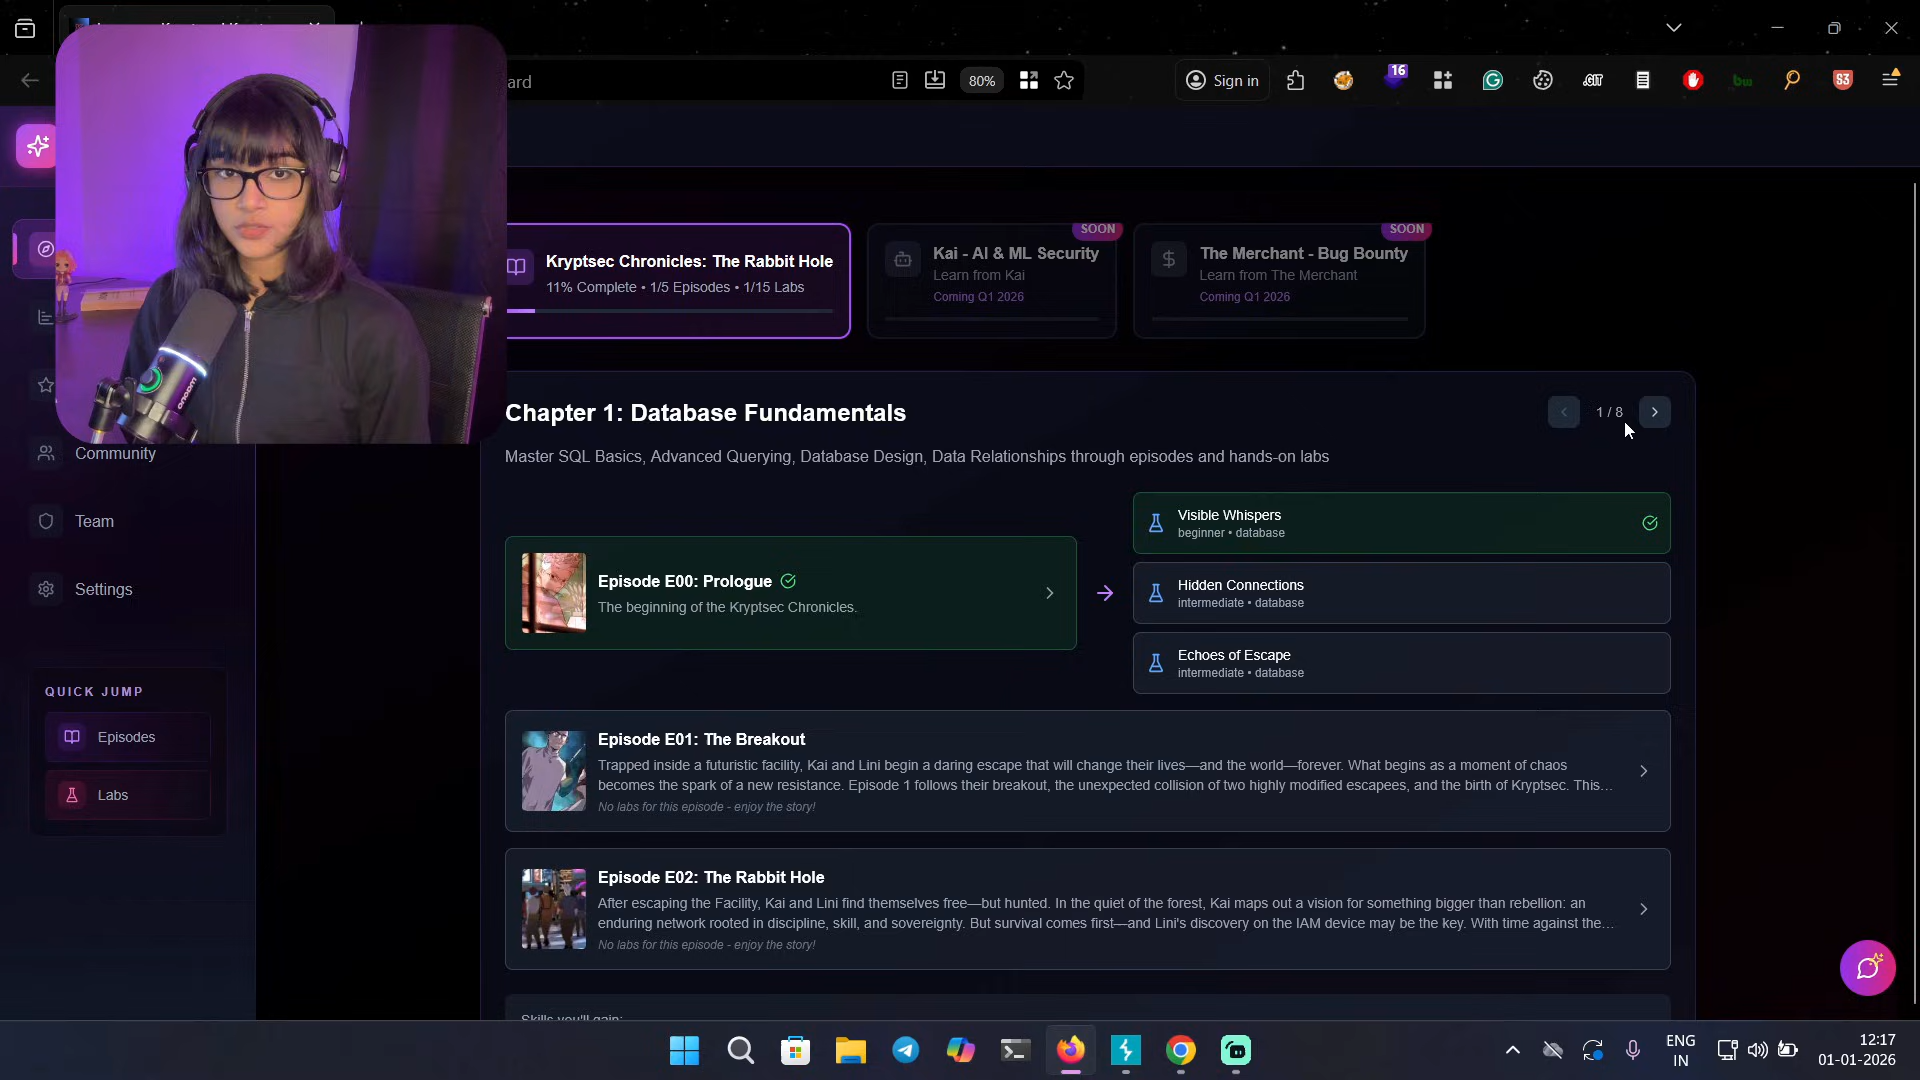 ard
80%
Sign in
16
.GIT
bw
S3
Kryptsec Chronicles: The Rabbit Hole
11% Complete • 1/5 Episodes • 1/15 Labs
SOON
Kai - AI & ML Security
Learn from Kai
Coming Q1 2026
SOON
The Merchant - Bug Bounty
Learn from The Merchant
Coming Q1 2026
Chapter 1: Database Fundamentals
1 / 8
Master SQL Basics, Advanced Querying, Database Design, Data Relationships through episodes and hands-on labs
Episode E00: Prologue
The beginning of the Kryptsec Chronicles.
Visible Whispers
beginner • database
Hidden Connections
intermediate • database
Echoes of Escape
intermediate • database
Episode E01: The Breakout
Trapped inside a futuristic facility, Kai and Lini begin a daring escape that will change their lives—and the world—forever. What begins as a moment of chaos
becomes the spark of a new resistance. Episode 1 follows their breakout, the unexpected collision of two highly modified escapees, and the birth of Kryptsec. This...
No labs for this episode - enjoy the story!
Episode E02: The Rabbit Hole
After escaping the Facility, Kai and Lini find themselves free—but hunted. In the quiet of the forest, Kai maps out a vision for something bigger than rebellion: an
enduring network rooted in discipline, skill, and sovereignty. But survival comes first—and Lini's discovery on the IAM device may be the key. With time against the...
No labs for this episode - enjoy the story!
Skills you'll gain:
Community
Team
Settings
QUICK JUMP
Episodes
Labs
maono
ENG
IN
12:17
01-01-2026